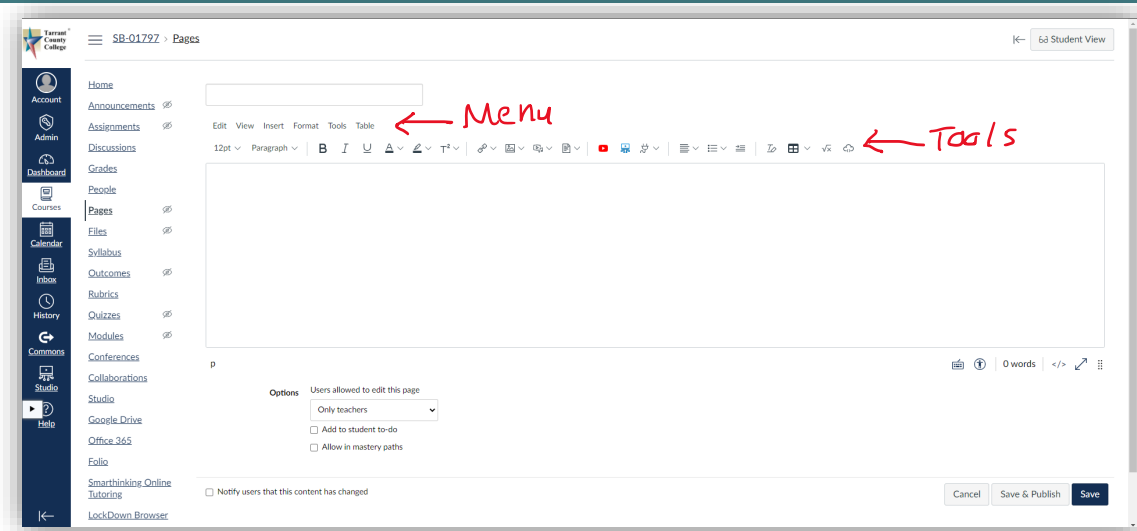 Tarrant
County
College
SB-01797 > Pages
Student View
Account
Admin
Dashboard
Courses
Calendar
Inbox
History
Commons
Studio
Help
Home
Announcements
Assignments
Discussions
Grades
People
Pages
Files
Syllabus
Outcomes
Rubrics
Quizzes
Modules
Conferences
Collaborations
Studio
Google Drive
Office 365
Folio
Smarthinking Online
Tutoring
LockDown Browser
Edit View Insert Format Tools Table
Menu
12pt Paragraph B I U A T²
Tools
p
0 words </>
Options
Users allowed to edit this page
Only teachers
Add to student to-do
Allow in mastery paths
Notify users that this content has changed
Cancel Save & Publish Save